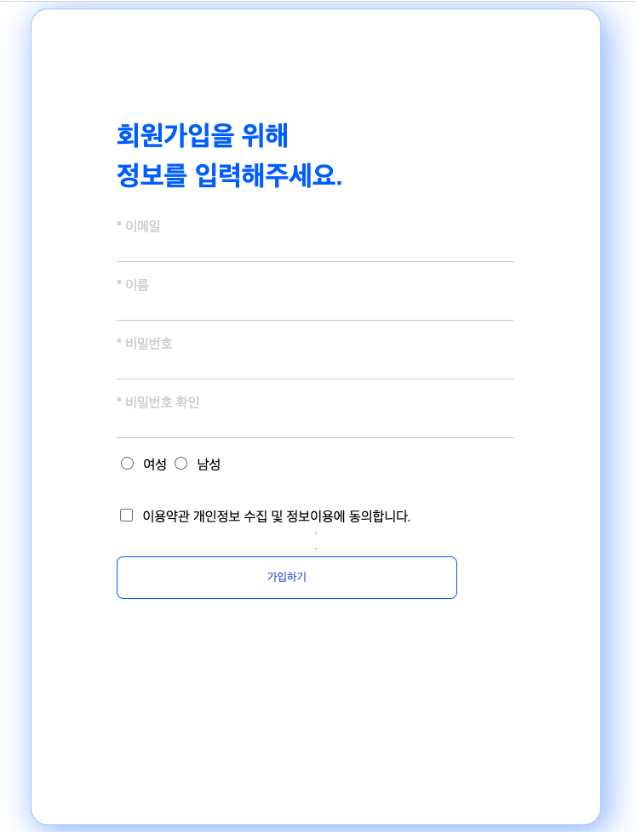 회원가입을 위해
정보를 입력해주세요.
* 이메일
* 이름
* 비밀번호
* 비밀번호 확인
여성 남성
이용약관 개인정보 수집 및 정보이용에 동의합니다.
가입하기